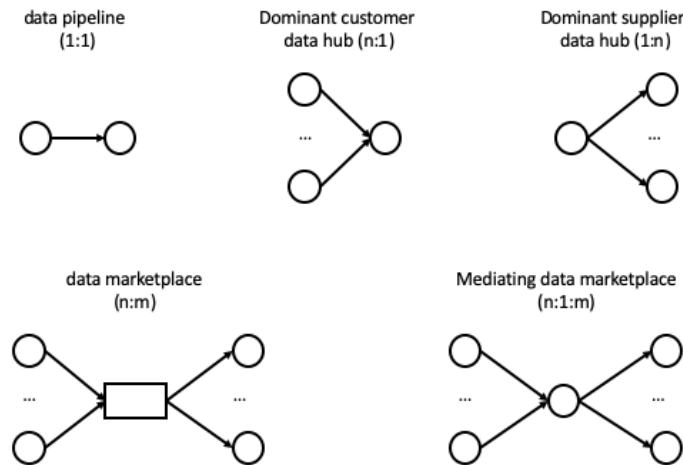 data pipeline
(1:1)
Dominant customer
data hub (n:1)
Dominant supplier
data hub (1:n)
...
...
data marketplace
(n:m)
Mediating data marketplace
(n:1:m)
...
...
...
...